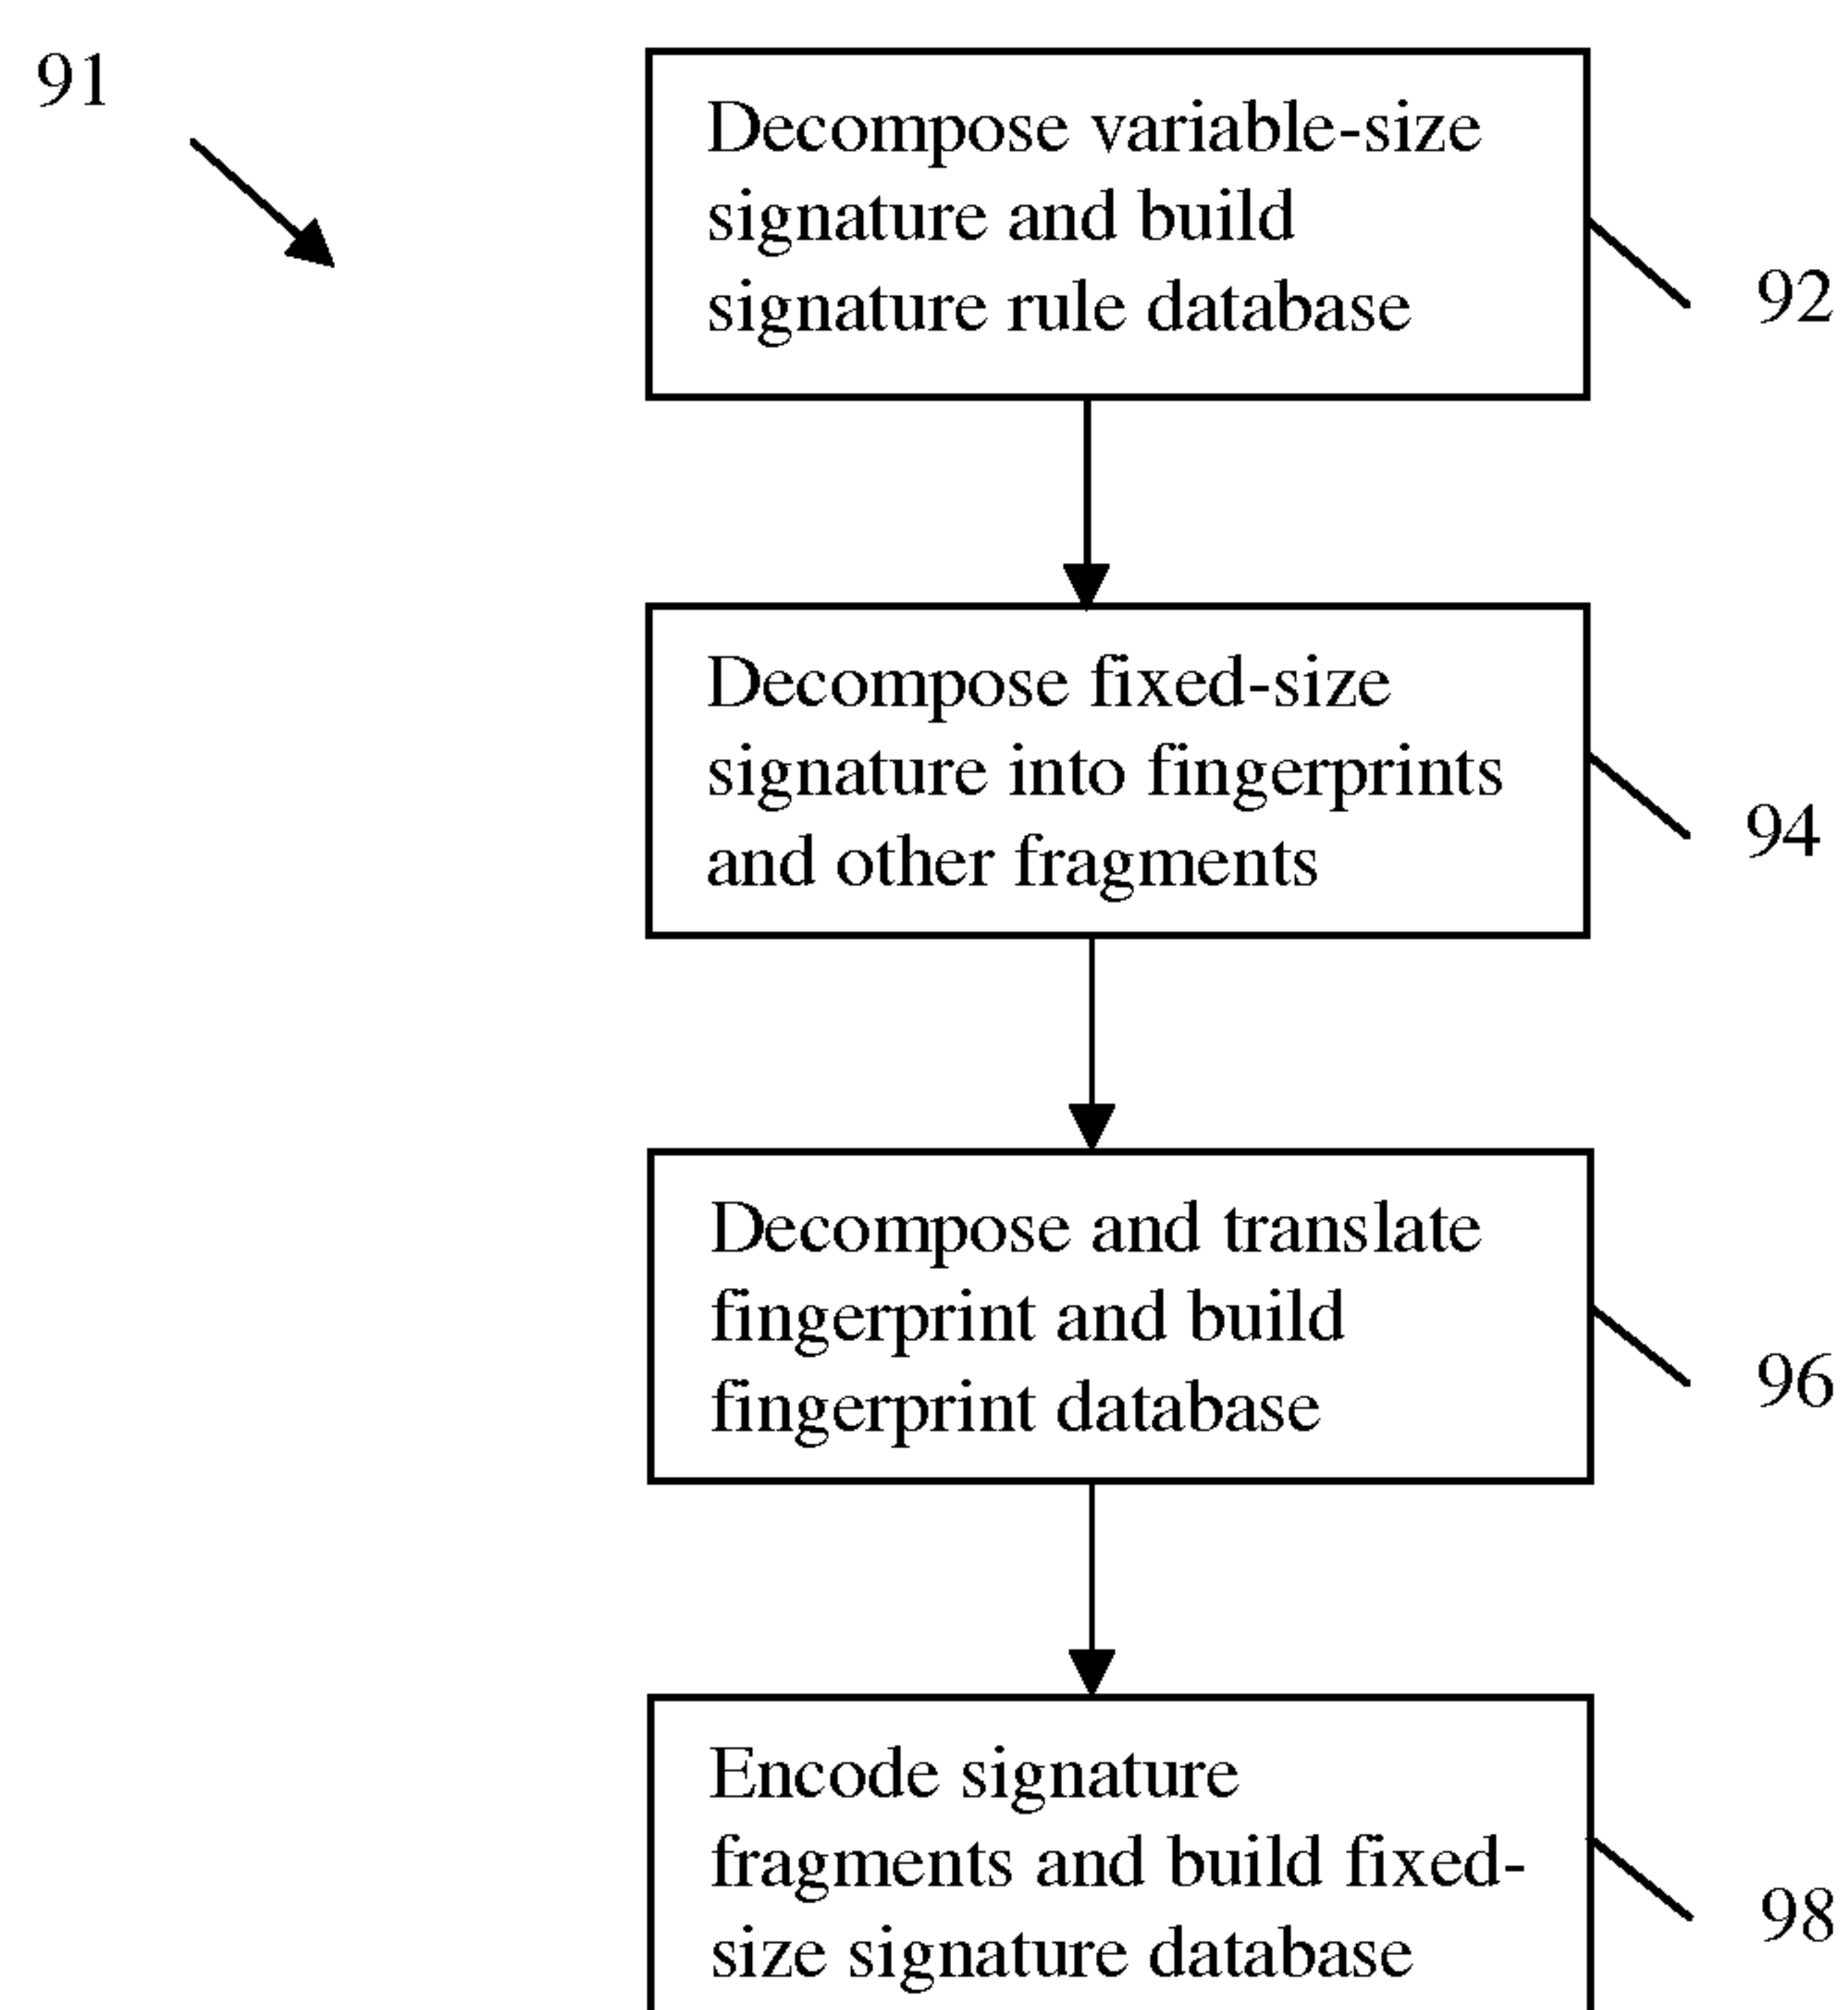 91
Decompose variable-size
signature and build
signature rule database
92
Decompose fixed-size
signature into fingerprints
and other fragments
94
Decompose and translate
fingerprint and build
fingerprint database
96
Encode signature
fragments and build fixed-
size signature database
98